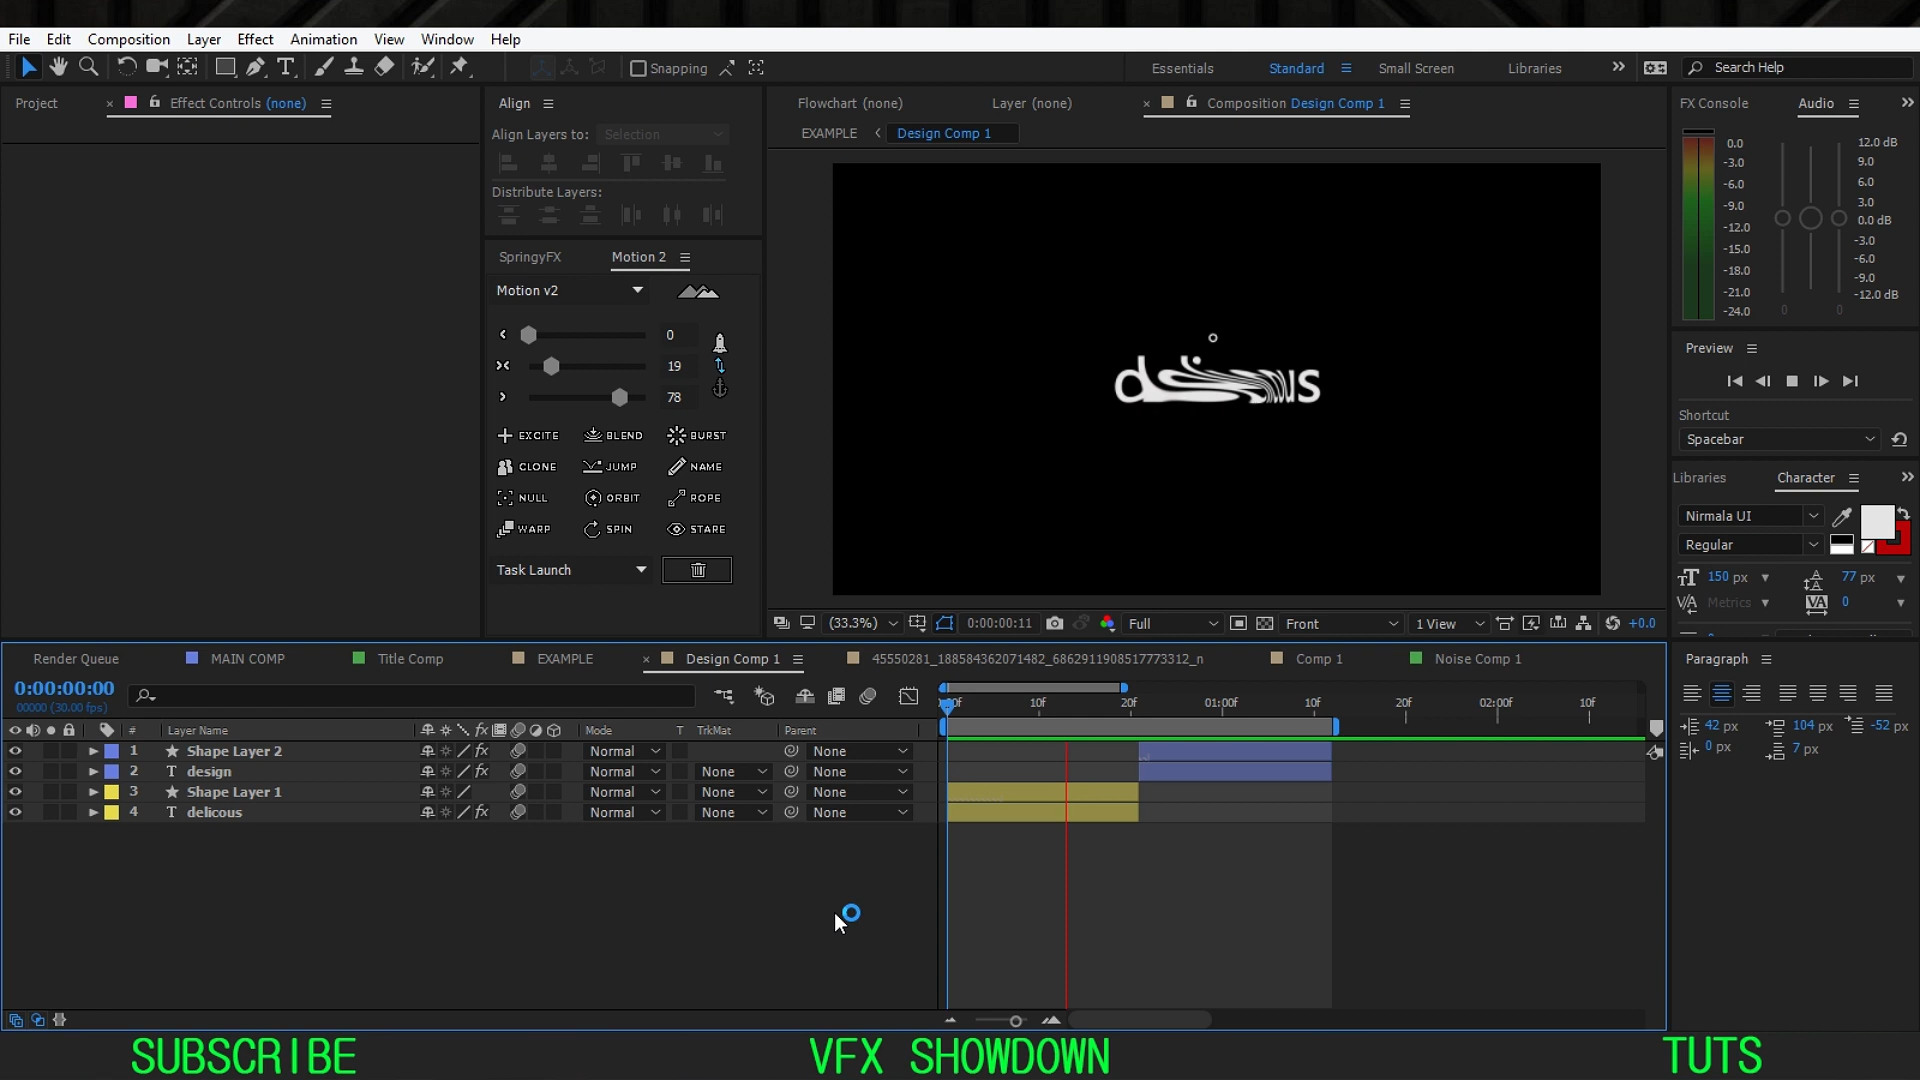 File Edit Composition Layer Effect Animation View Window Help
Snapping Essentials Standard Small Screen Libraries Search Help
Project Effect Controls (none)
Align
Align Layers to: Selection
Distribute Layers:
SpringyFX Motion 2
Motion v2
0
19
78
EXCITE BLEND BURST
CLONE JUMP NAME
NULL ORBIT ROPE
WARP SPIN STARE
Task Launch
Flowchart (none) Layer (none) Composition Design Comp 1
EXAMPLE Design Comp 1
(33.3%) 0:00:00:11 Full Front 1 View +0.0
FX Console Audio
0.0 12.0 dB
-3.0 9.0
-6.0 6.0
-9.0 3.0
-12.0 0.0 dB
-15.0 -3.0
-18.0 -6.0
-21.0 -9.0
-24.0 -12.0 dB
0 0
Preview
Shortcut
Spacebar
Libraries Character
Nirmala UI
Regular
150 px 77 px
Metrics 0
Render Queue MAIN COMP Title Comp EXAMPLE Design Comp 1 45550281_188584362071482_6862911908517773312_n Comp 1 Noise Comp 1
0:00:00:00
00000 (30.00 fps)
10f 20f 01:00f 10f 20f 02:00f 10f
# Layer Name Mode T TrkMat Parent
1 Shape Layer 2 Normal None
2 T design Normal None None
3 Shape Layer 1 Normal None None
4 T delicous Normal None None
Paragraph
42 px 104 px -52 px
0 px 7 px
SUBSCRIBE VFX SHOWDOWN TUTS